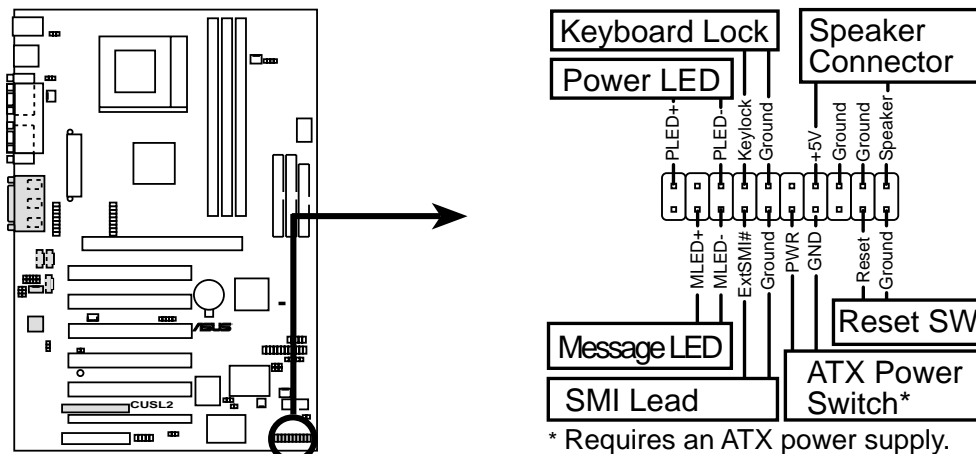 Keyboard Lock
Speaker
Connector
Power LED
PLED+
PLED-
Keylock
Ground
+5V
Ground
Ground
Speaker
MLED+
MLED-
ExtSMI#
Ground
PWR
GND
Reset
Ground
Reset SW
Message LED
ATX Power
Switch*
SMI Lead
* Requires an ATX power supply.
ASUS
CUSL2